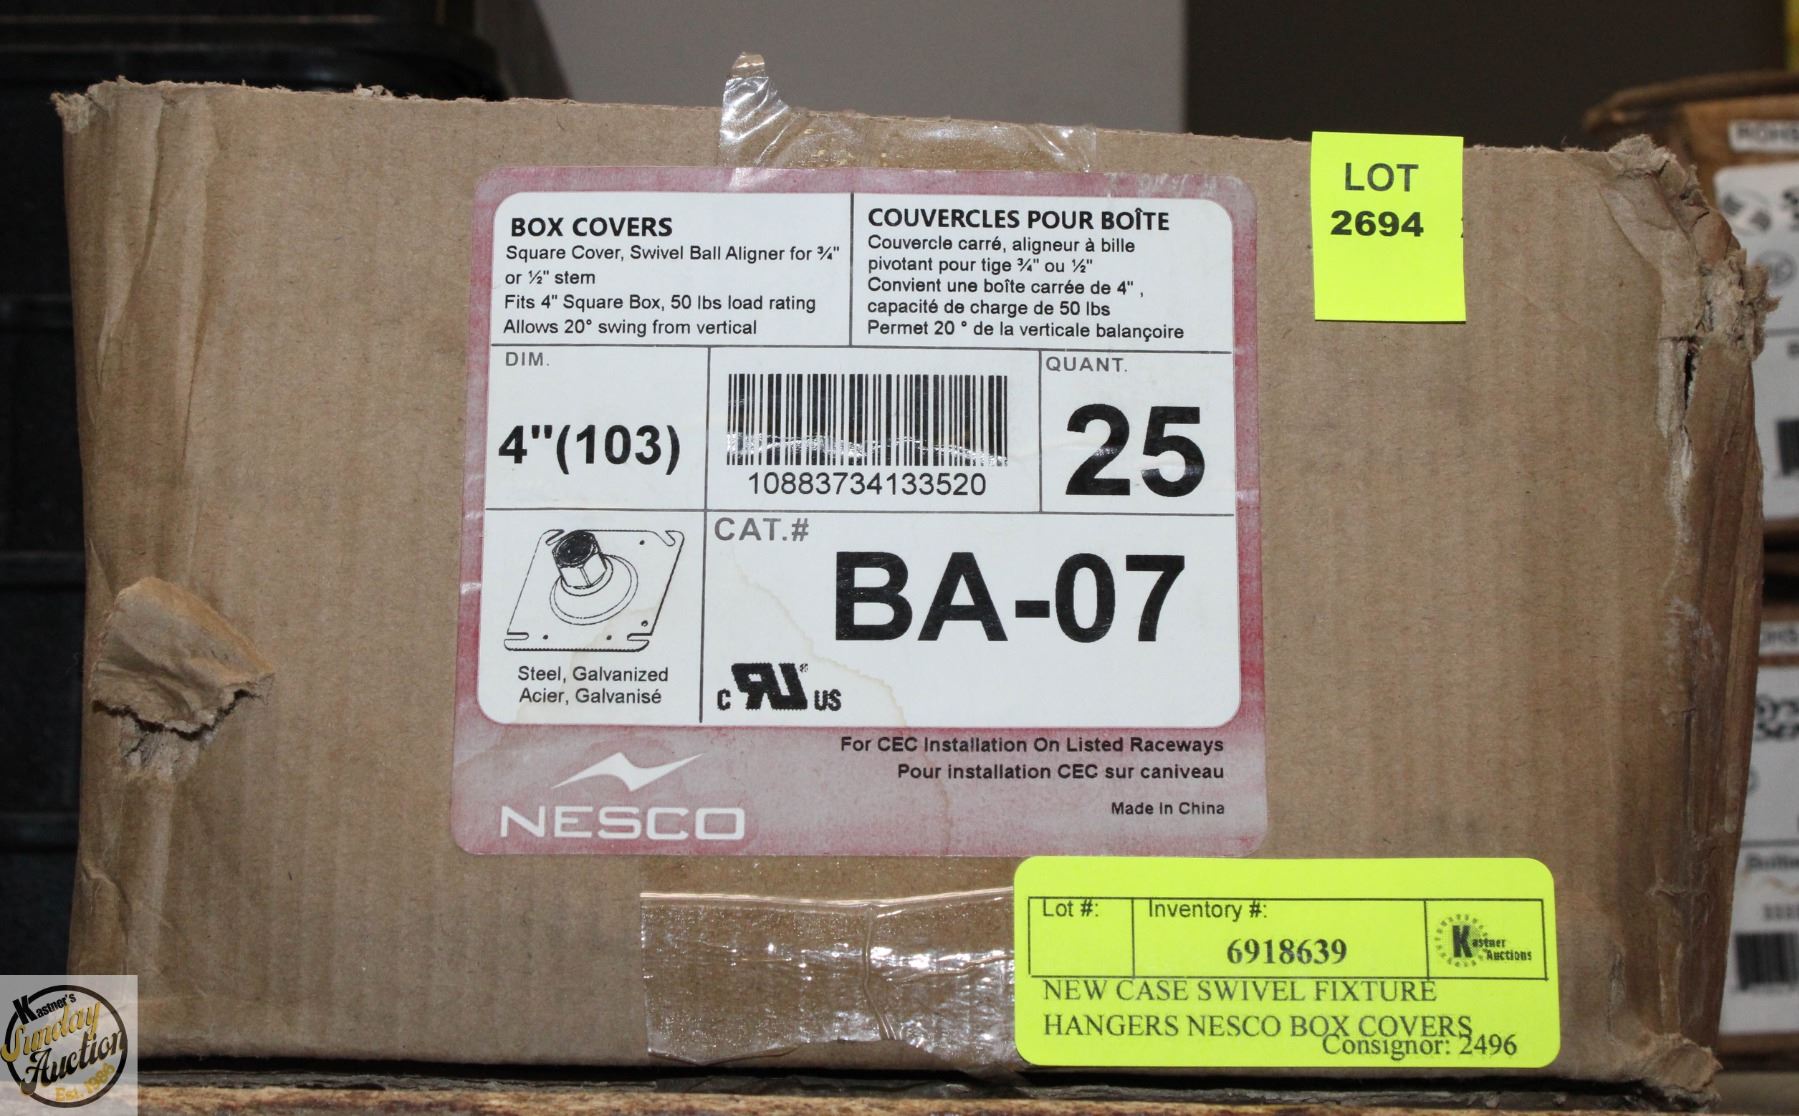 LOT
2694
BOX COVERS
Square Cover, Swivel Ball Aligner for ¾"
or ½" stem
Fits 4" Square Box, 50 lbs load rating
Allows 20° swing from vertical
COUVERCLES POUR BOÎTE
Couvercle carré, aligneur à bille
pivotant pour tige ¾" ou ½"
Convient une boîte carrée de 4" ,
capacité de charge de 50 lbs
Permet 20 ° de la verticale balançoire
DIM.
4"(103)
10883734133520
QUANT.
25
Steel, Galvanized
Acier, Galvanisé
CAT.#
BA-07
C RU® US
For CEC Installation On Listed Raceways
Pour installation CEC sur caniveau
Made In China
NESCO
Lot #:
Inventory #:
6918639
Kastner Auctions
NEW CASE SWIVEL FIXTURE
HANGERS NESCO BOX COVERS
Consignor: 2496
Kastner's
Sunday
Auction
Est. 1986